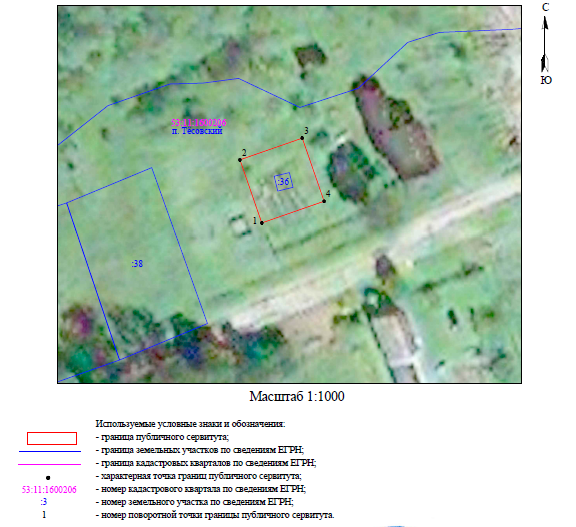 С
Ю
53:11:1600206
п. Тёсовский
3
2
:36
4
1
:38
Масштаб 1:1000
Используемые условные знаки и обозначения:
- граница публичного сервитута;
- граница земельных участков по сведениям ЕГРН;
- граница кадастровых кварталов по сведениям ЕГРН;
- характерная точка границ публичного сервитута;
53:11:1600206 - номер кадастрового квартала по сведениям ЕГРН;
:3 - номер земельного участка по сведениям ЕГРН;
1 - номер поворотной точки границы публичного сервитута.